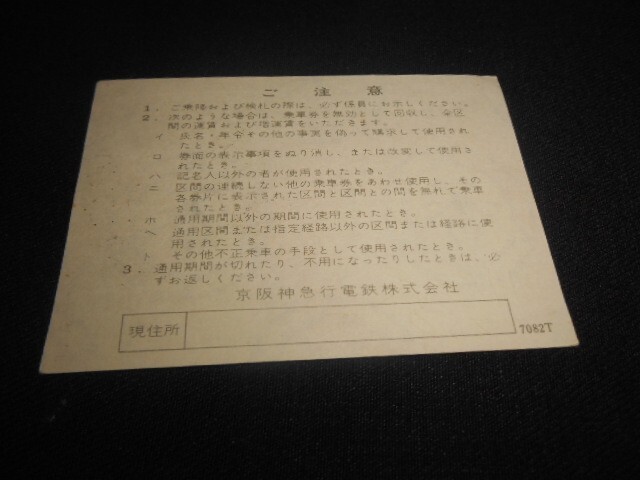 ご注意
1. ご乗降および検札の際は、必ず係員にお示しください。
2. 次のような場合は、乗車券を無効として回収し、全区
間の運賃および増運賃をいただきます。
イ 氏名・年令その他の事実を偽って購求して使用され
たとき。
ロ 券面の表示事項をぬり消し、または改変して使用さ
れたとき。
ハ 記名人以外の者が使用されたとき。
ニ 区間の連続しない他の乗車券をあわせ使用し、その
各券片に表示された区間と区間との間を無札で乗車
されたとき。
ホ 通用期間以外の期間に使用されたとき。
ヘ 通用区間または指定経路以外の区間または経路に使
用されたとき。
ト その他不正乗車の手段として使用されたとき。
3. 通用期間が切れたり、不用になったりしたときは、必
ずお返しください。
京阪神急行電鉄株式会社
現住所
7082T